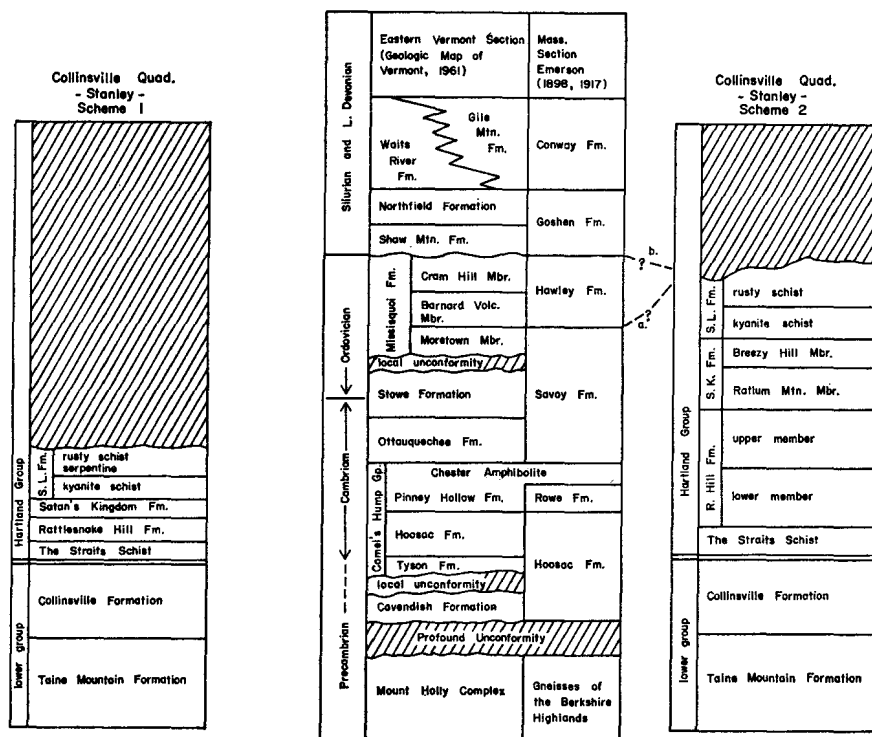 Collinsville Quad.
- Stanley -
Scheme 1
Hartland Group
S. L. Fm.
rusty schist
serpentine
kyanite schist
Satan's Kingdom Fm.
Rattlesnake Hill Fm.
The Straits Schist
lower group
Collinsville Formation
Taine Mountain Formation
Eastern Vermont Section
(Geologic Map of
Vermont, 1961)
Mass.
Section
Emerson
(1898, 1917)
Silurian and L. Devonian
Waits
River
Fm.
Gile
Mtn.
Fm.
Conway Fm.
Northfield Formation
Shaw Mtn. Fm.
Goshen Fm.
Ordovician
Missisquoi Fm.
Cram Hill Mbr.
Barnard Volc.
Mbr.
Moretown Mbr.
Hawley Fm.
local unconformity
Stowe Formation
Savoy Fm.
Cambrian
Ottauquechee Fm.
Camel's Hump Gp.
Chester Amphibolite
Pinney Hollow Fm.
Rowe Fm.
Hoosac Fm.
Tyson Fm.
Hoosac Fm.
local unconformity
Cavendish Formation
Precambrian
Profound Unconformity
Mount Holly Complex
Gneisses of
the Berkshire
Highlands
b.
?
a.
?
Collinsville Quad.
- Stanley -
Scheme 2
Hartland Group
S. L. Fm.
rusty schist
kyanite schist
S. K. Fm.
Breezy Hill Mbr.
Ratlum Mtn. Mbr.
R. Hill Fm.
upper member
lower member
The Straits Schist
lower group
Collinsville Formation
Taine Mountain Formation